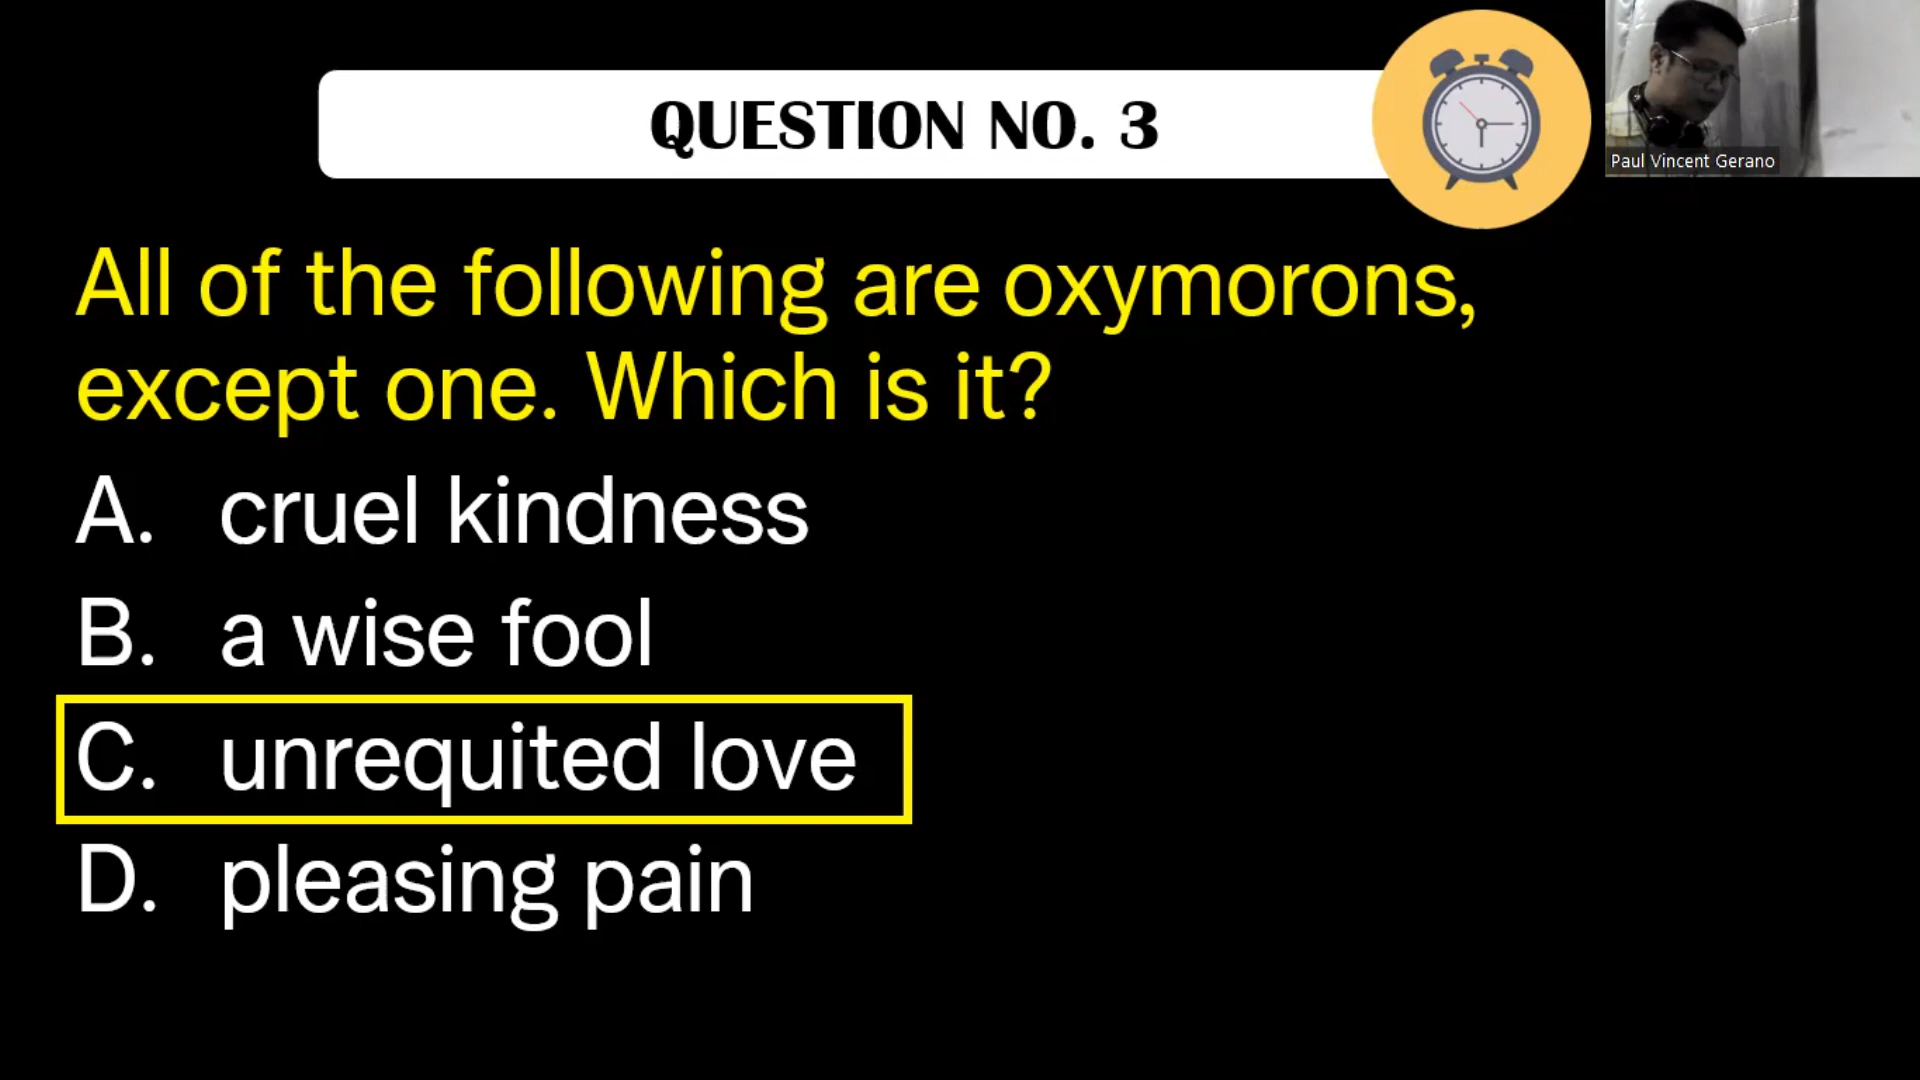 QUESTION NO. 3
Paul Vincent Gerano
All of the following are oxymorons,
except one. Which is it?
A. cruel kindness
B. a wise fool
C. unrequited love
D. pleasing pain